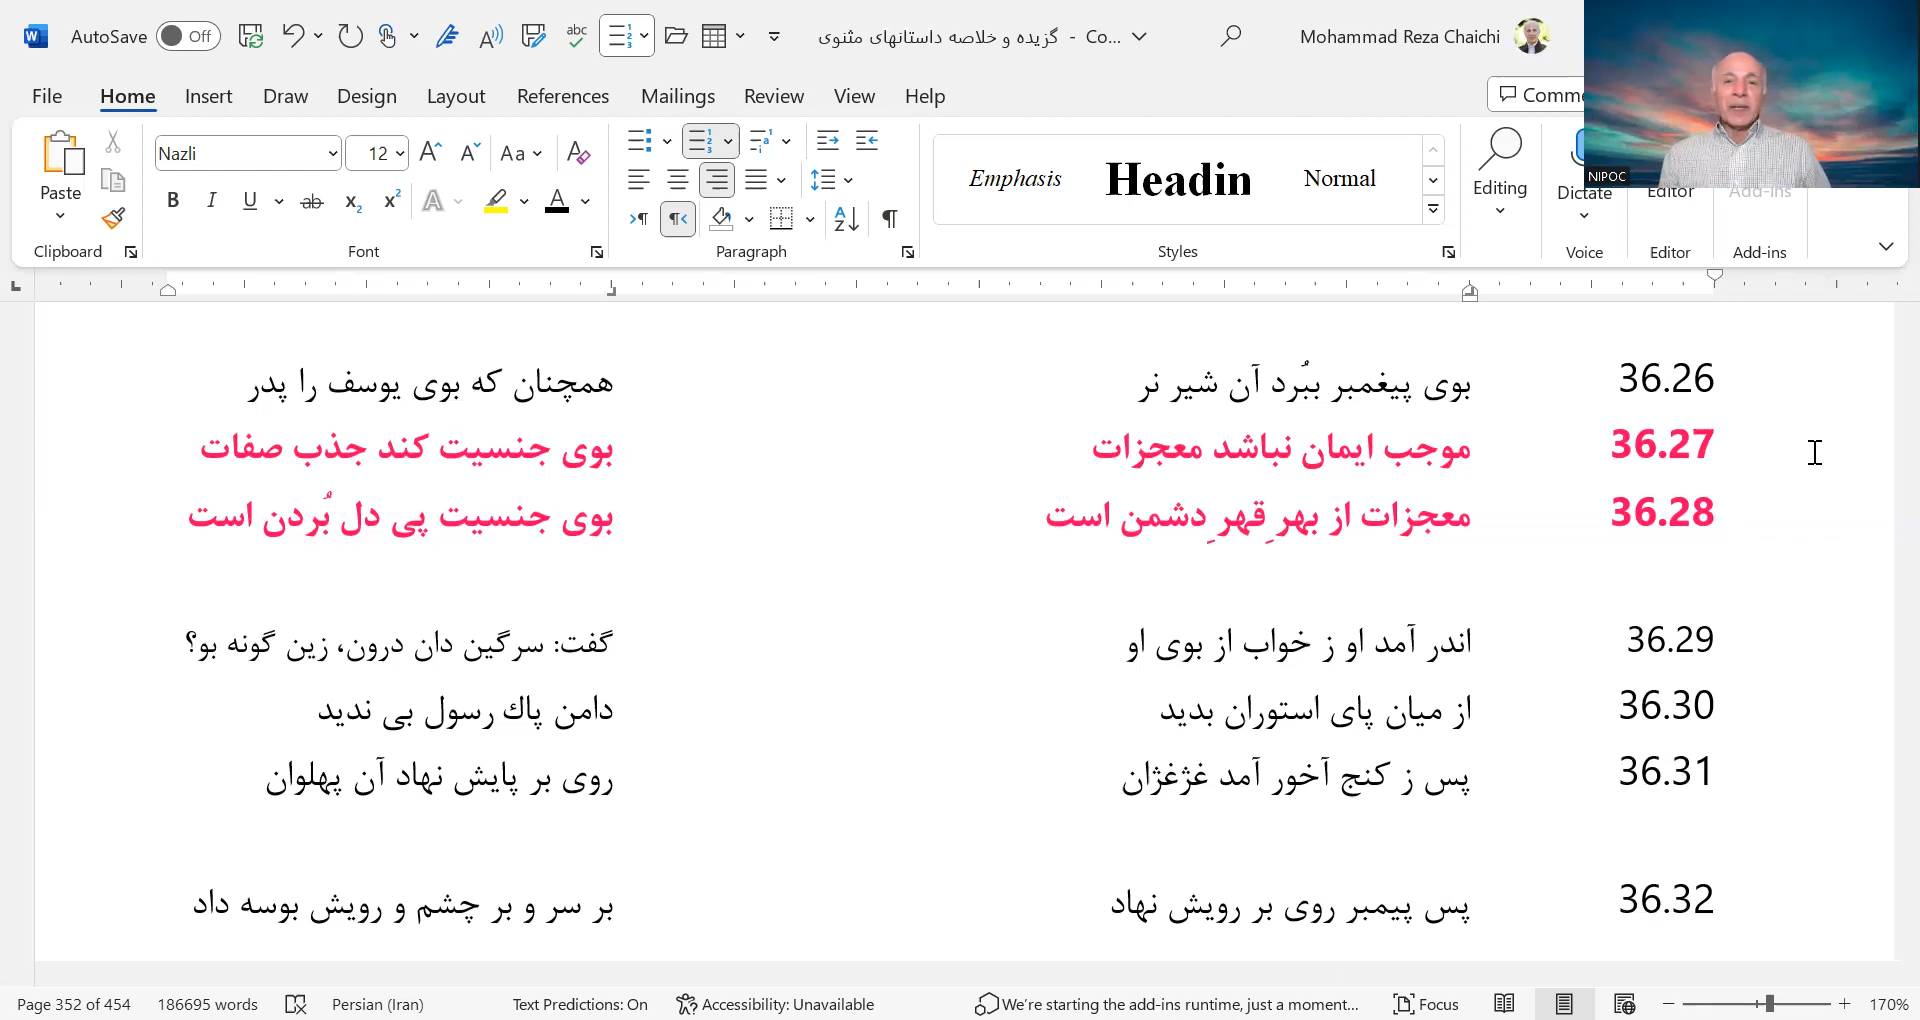 AutoSave Off گزیده و خلاصه داستانهای مثنوی - Co... Mohammad Reza Chaichi
File Home Insert Draw Design Layout References Mailings Review View Help Comme
NIPOC
Nazli 12 Emphasis Headin Normal
Paste Editing Dictate Editor Add-ins
Clipboard Font Paragraph Styles Voice Editor Add-ins
36.26 بوی پیغمبر ببُرد آن شیر نر همچنان که بوی یوسف را پدر
36.27 موجب ایمان نباشد معجزات بوی جنسیت کند جذب صفات
36.28 معجزات از بهرِ قهرِ دشمن است بوی جنسیت پی دل بُردن است
36.29 اندر آمد او ز خواب از بوی او گفت: سرگین دان درون، زین گونه بو؟
36.30 از میان پای استوران بدید دامن پاك رسول بی ندید
36.31 پس ز کنج آخور آمد غژغژان روی بر پایش نهاد آن پهلوان
36.32 پس پیمبر روی بر رویش نهاد بر سر و بر چشم و رویش بوسه داد
Page 352 of 454 186695 words Persian (Iran) Text Predictions: On Accessibility: Unavailable We're starting the add-ins runtime, just a moment... Focus 170%